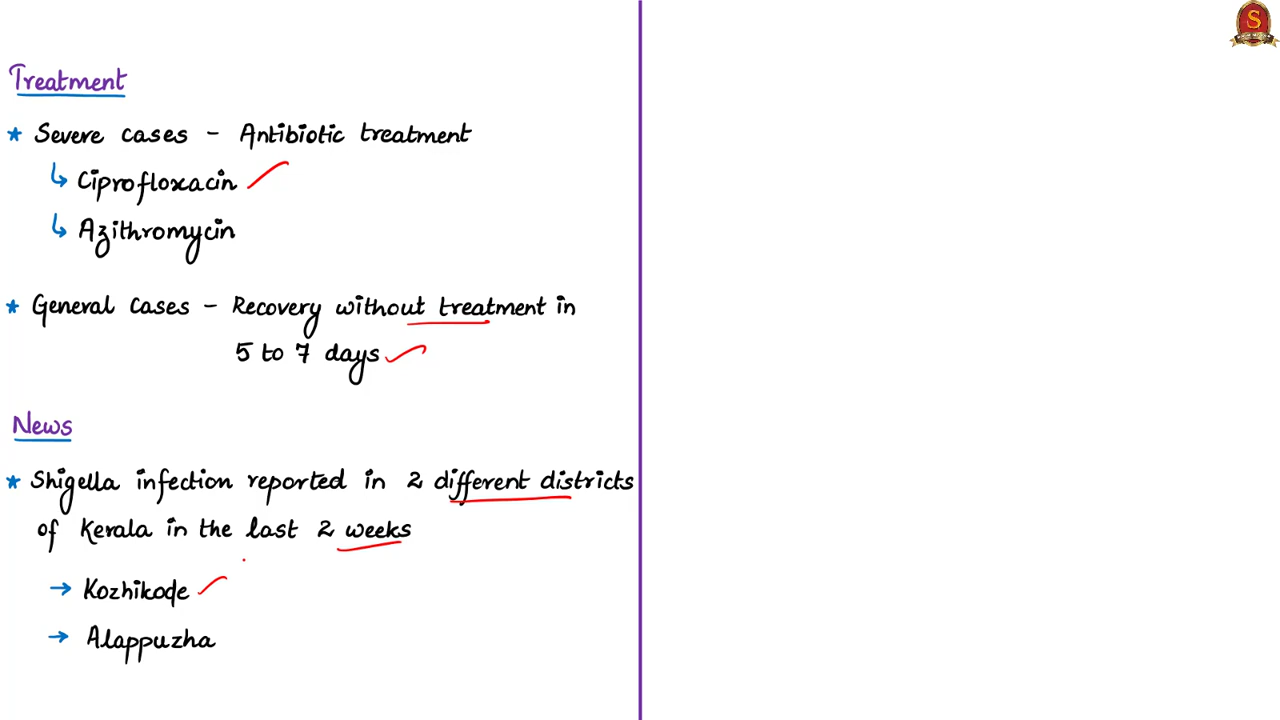 Treatment
* Severe cases - Antibiotic treatment
↳ Ciprofloxacin
↳ Azithromycin
* General Cases - Recovery without treatment in
5 to 7 days
News
* Shigella infection reported in 2 different districts
of Kerala in the last 2 weeks
→ Kozhikode
→ Alappuzha
S